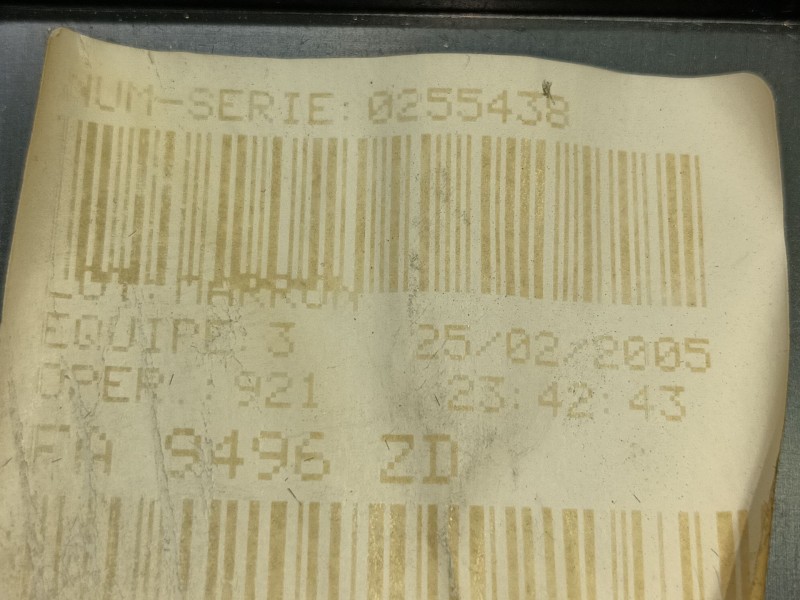 NUM-SERIE: 0255438
LOT: MARRON
EQUIPE: 3 25/02/2005
OPER.: 921 23:42:43
FA 9496 ZD